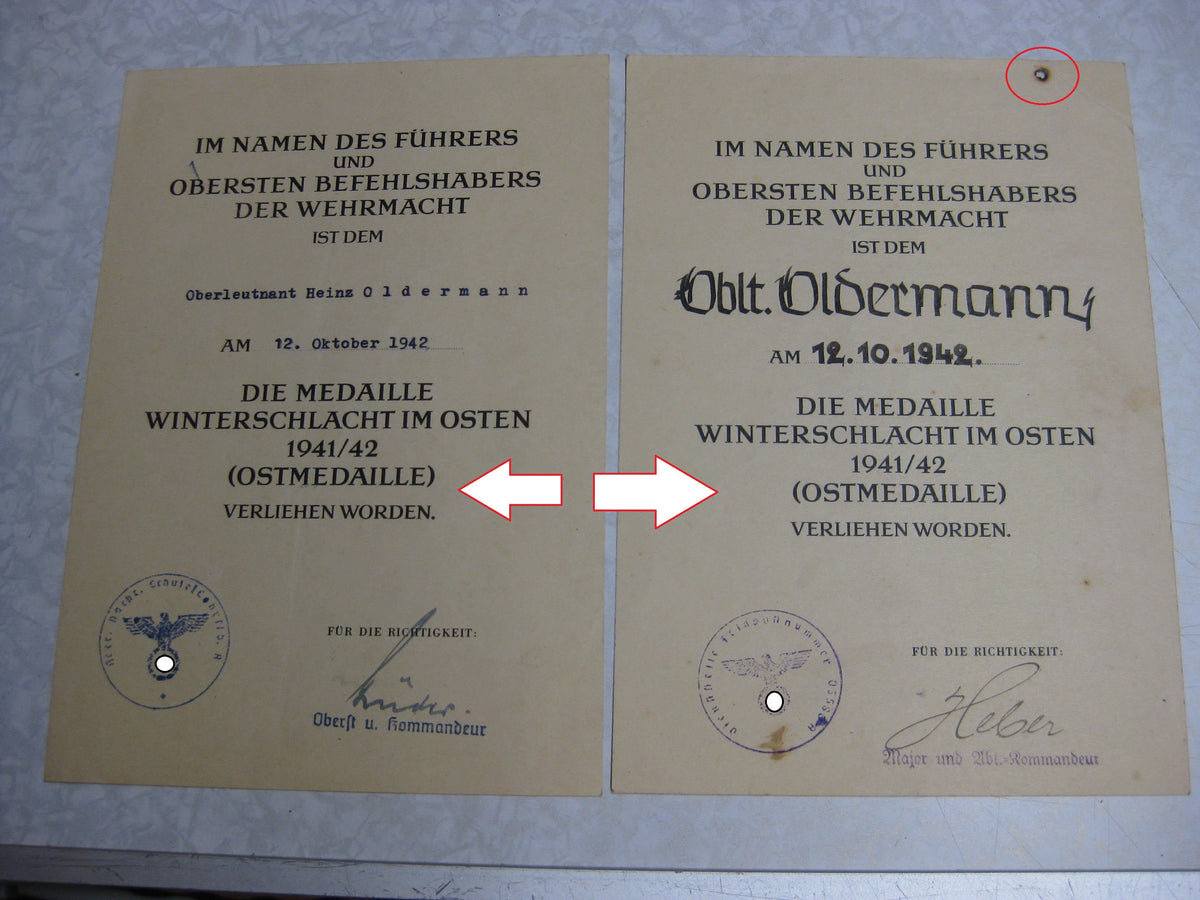 IM NAMEN DES FÜHRERS
UND
OBERSTEN BEFEHLSHABERS
DER WEHRMACHT
IST DEM
Oberleutnant Heinz O l d e r m a n n
AM 12. Oktober 1942
DIE MEDAILLE
WINTERSCHLACHT IM OSTEN
1941/42
(OSTMEDAILLE)
VERLIEHEN WORDEN.
FÜR DIE RICHTIGKEIT:
Oberst u. Kommandeur
IM NAMEN DES FÜHRERS
UND
OBERSTEN BEFEHLSHABERS
DER WEHRMACHT
IST DEM
Oblt. Oldermann,
AM 12.10.1942.
DIE MEDAILLE
WINTERSCHLACHT IM OSTEN
1941/42
(OSTMEDAILLE)
VERLIEHEN WORDEN.
Dienststelle Feldpostnummer
FÜR DIE RICHTIGKEIT:
Heber
Major und Abt.-Kommandeur